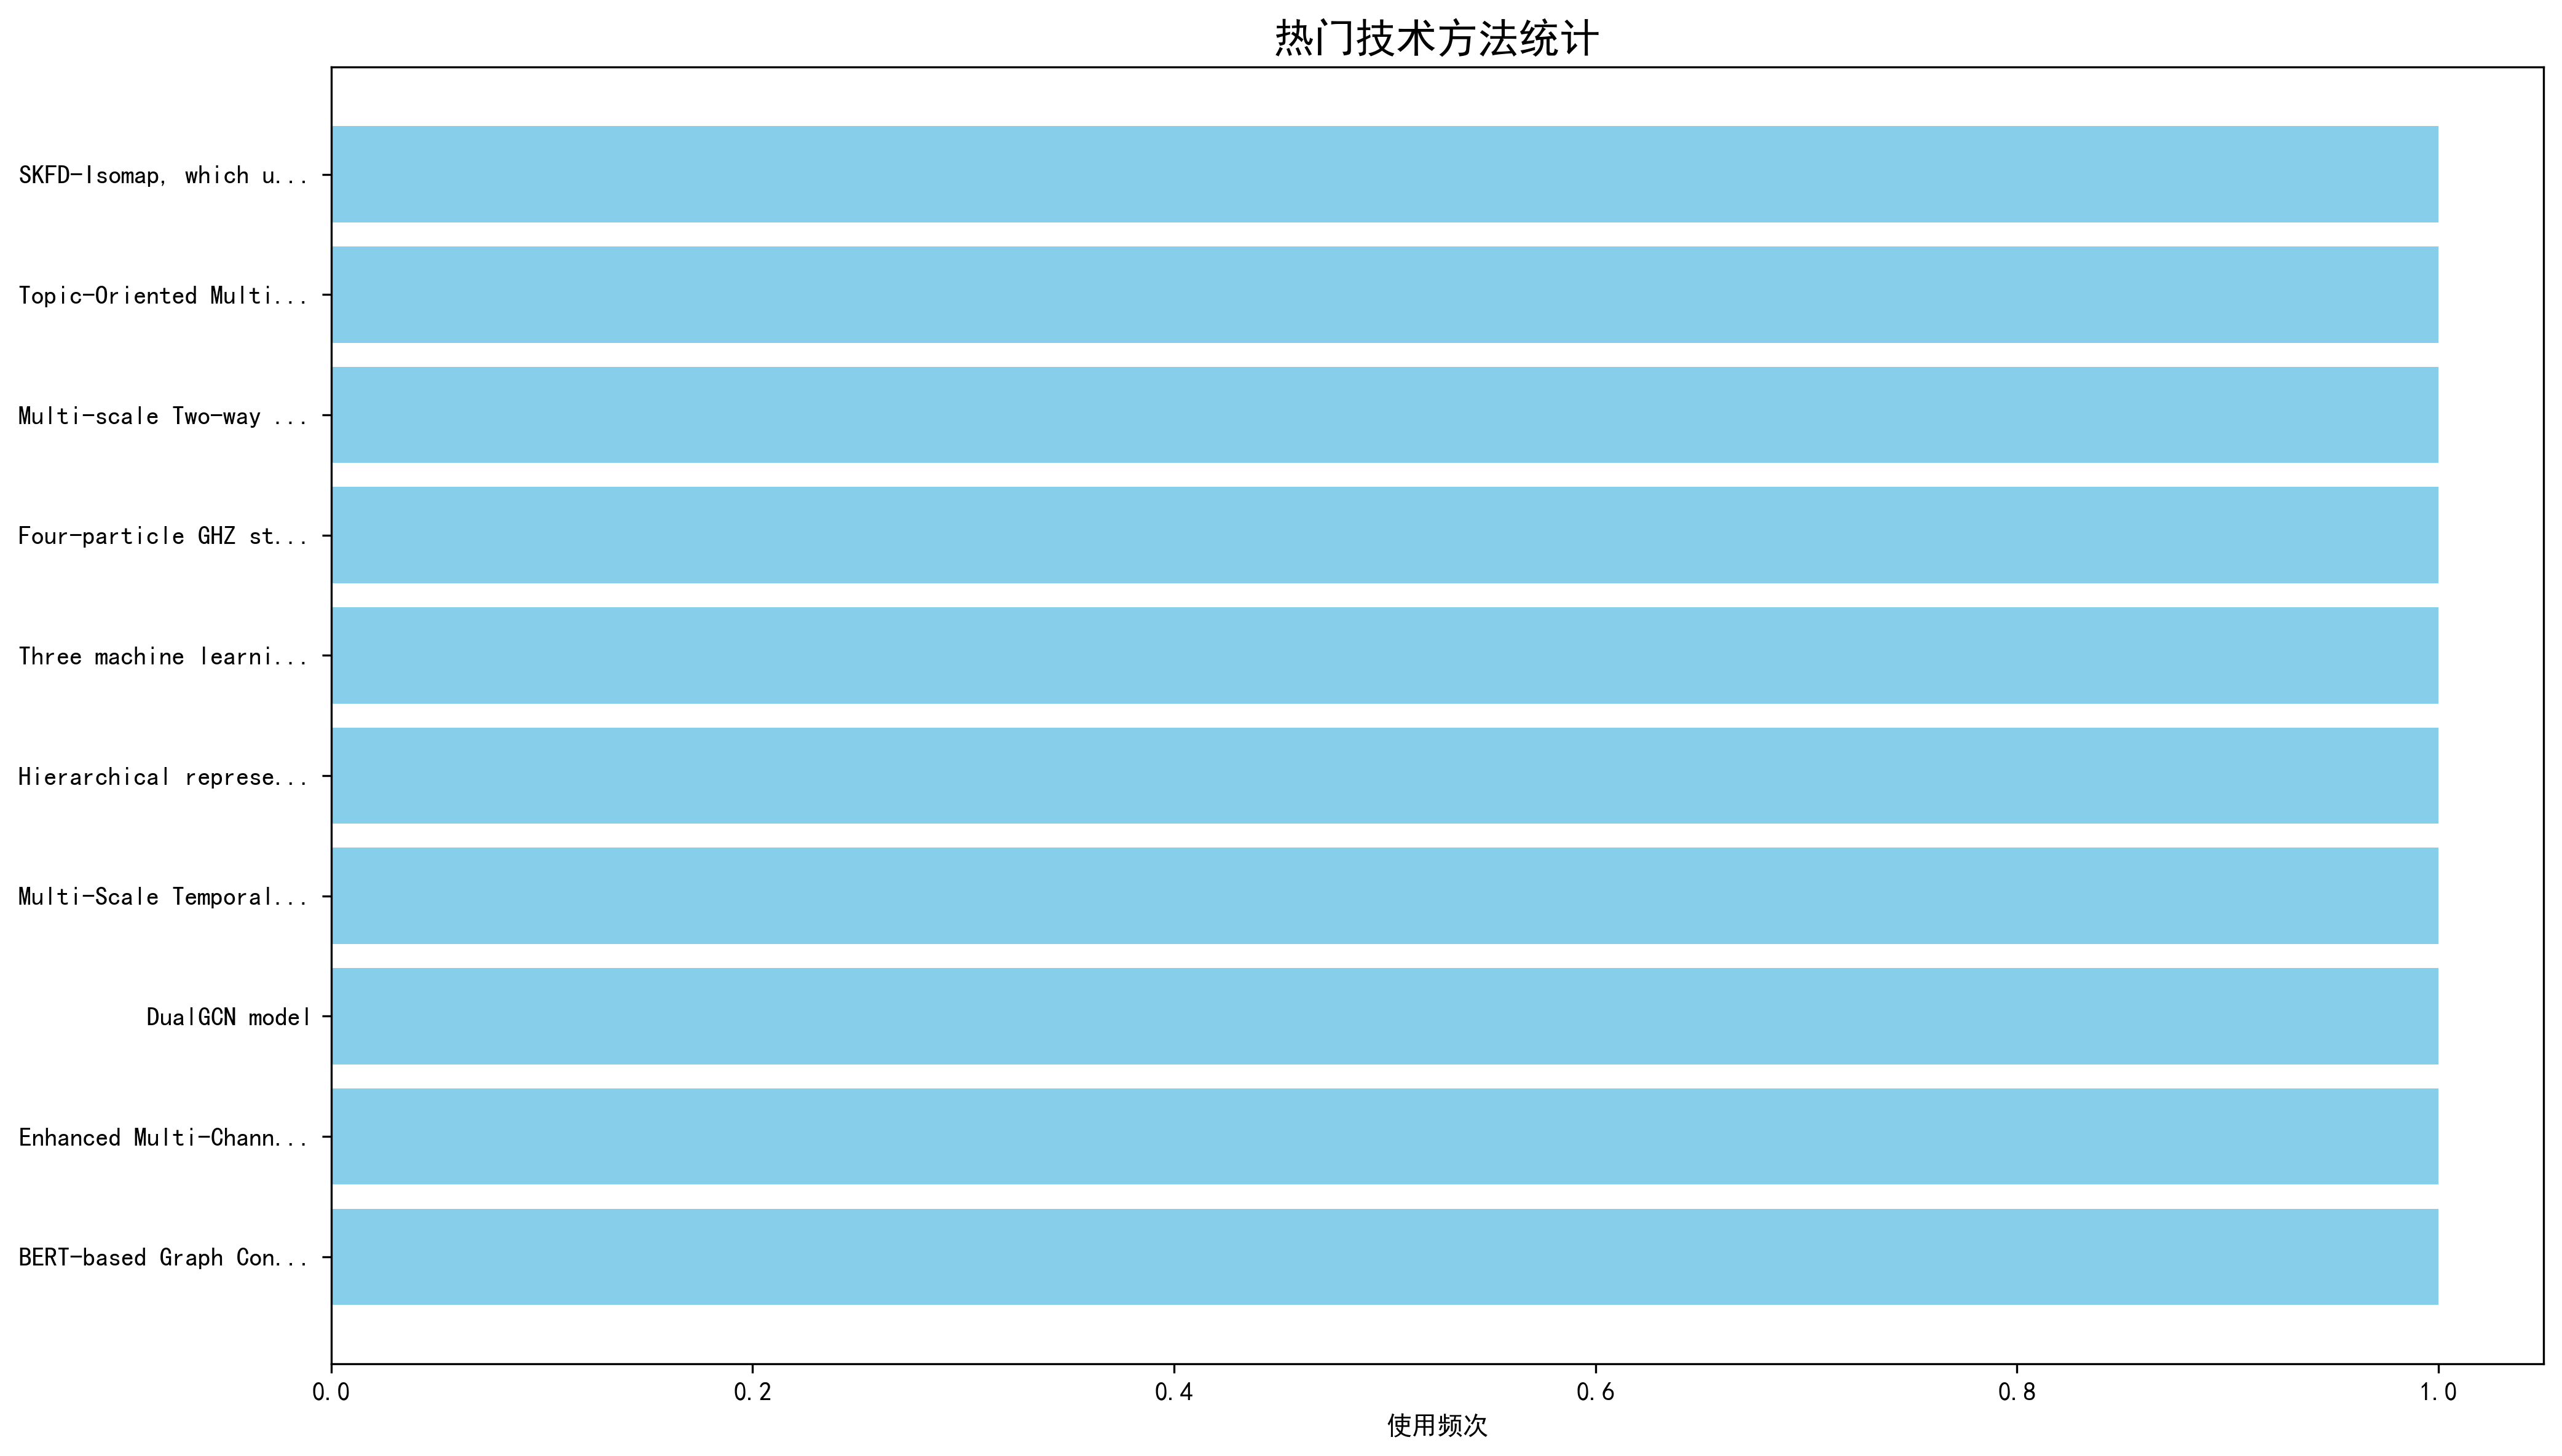 热门技术方法统计
SKFD-Isomap, which u...
Topic-Oriented Multi...
Multi-scale Two-way ...
Four-particle GHZ st...
Three machine learni...
Hierarchical represe...
Multi-Scale Temporal...
DualGCN model
Enhanced Multi-Chann...
BERT-based Graph Con...
0.0 0.2 0.4 0.6 0.8 1.0
使用频次